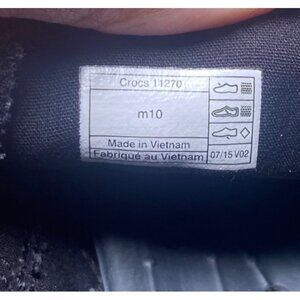 Crocs 11270
m10
Made in Vietnam
Fabriqué au Vietnam
07/15 V02